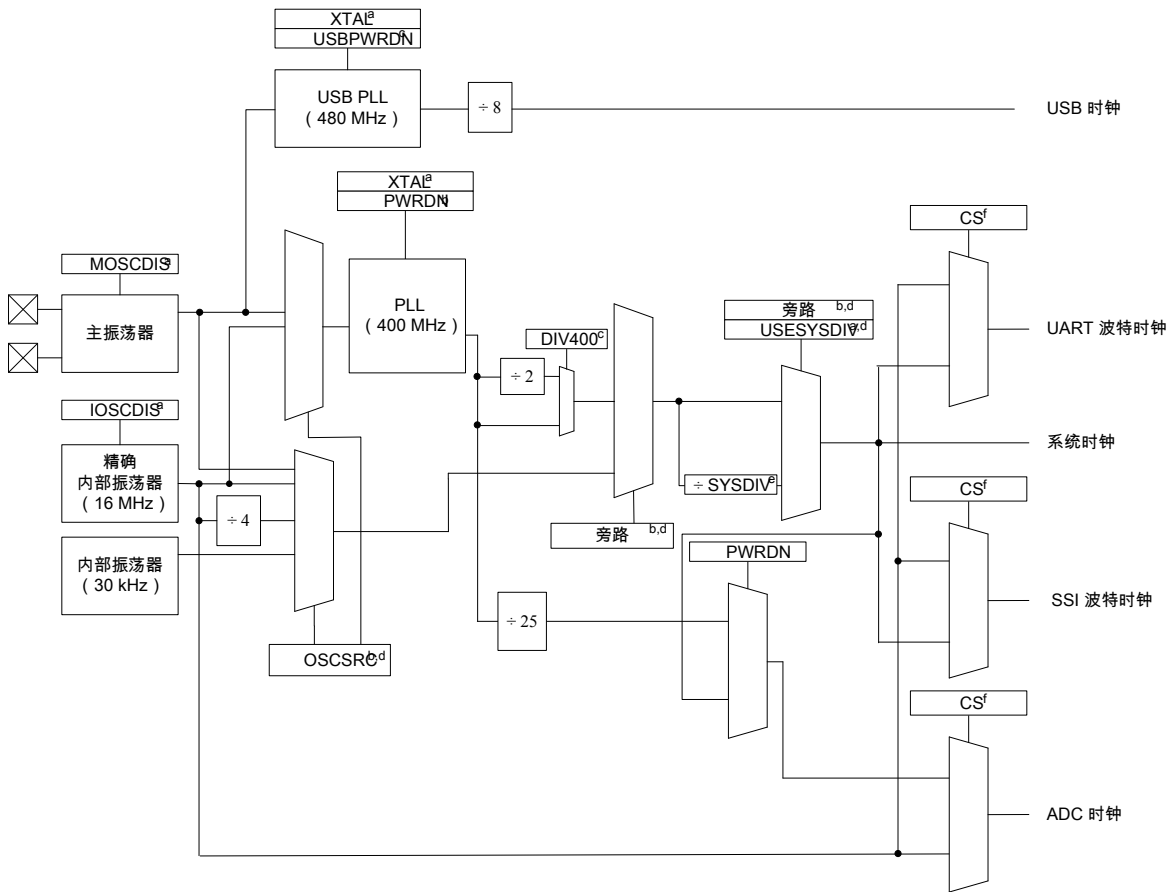 XTALa
USBPWRDNc
USB PLL
( 480 MHz )
÷ 8
USB 时钟
XTALa
PWRDNb
CSf
MOSCDISa
PLL
( 400 MHz )
旁路 b,d
USESYSDIVa,d
主振荡器
DIV400c
UART 波特时钟
÷ 2
IOSCDISa
系统时钟
精确
内部振荡器
( 16 MHz )
÷ SYSDIVe
CSf
÷ 4
旁路 b,d
内部振荡器
( 30 kHz )
PWRDN
SSI 波特时钟
÷ 25
OSCSRCb,d
CSf
ADC 时钟